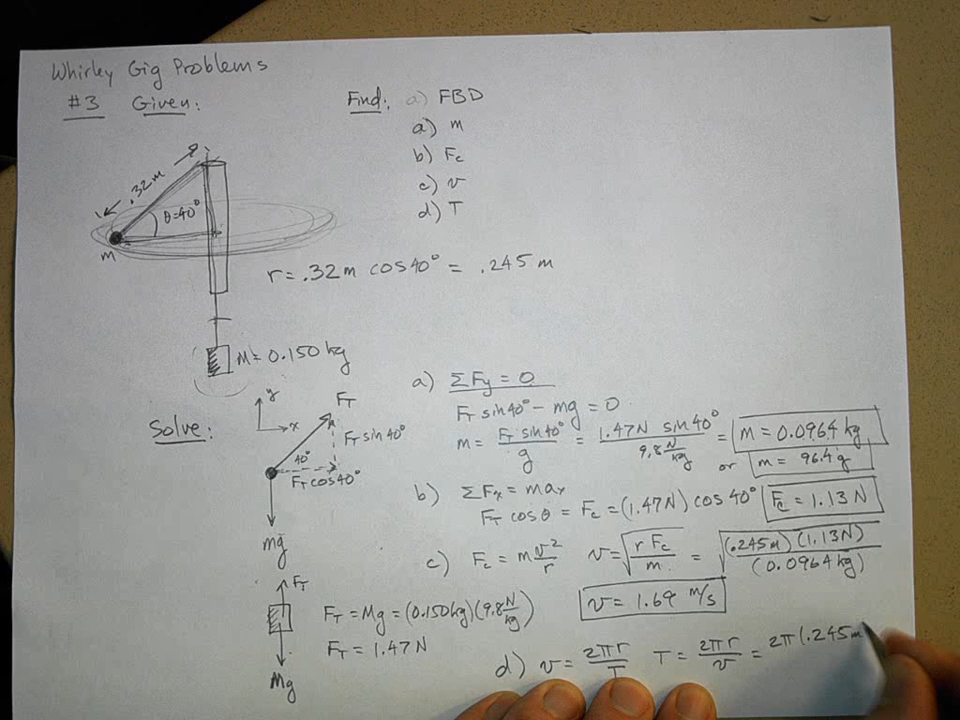 Whirley Gig Problems
#3 Given:
Find: a) FBD
a) m
b) Fc
c) v
d) T
.32m
θ=40°
m
r = .32m cos40° = .245 m
M = 0.150 kg
Solve:
y
x
FT
FT sin40°
40°
FT cos40°
mg
a) ΣFy = 0
FT sin40° - mg = 0
m = FT sin40° / g = 1.47N sin40° / 9.8 N/kg = m = 0.0964 kg
or m = 96.4 g
b) ΣFx = max
FT cosθ = Fc = (1.47N) cos40° Fc = 1.13 N
c) Fc = m v²/r v = √(r Fc / m) = √((.245m)(1.13N) / (0.0964 kg))
v = 1.69 m/s
FT
FT = Mg = (0.150kg)(9.8 N/kg)
FT = 1.47N
Mg
d) v = 2πr / T T = 2πr / v = 2π(.245m